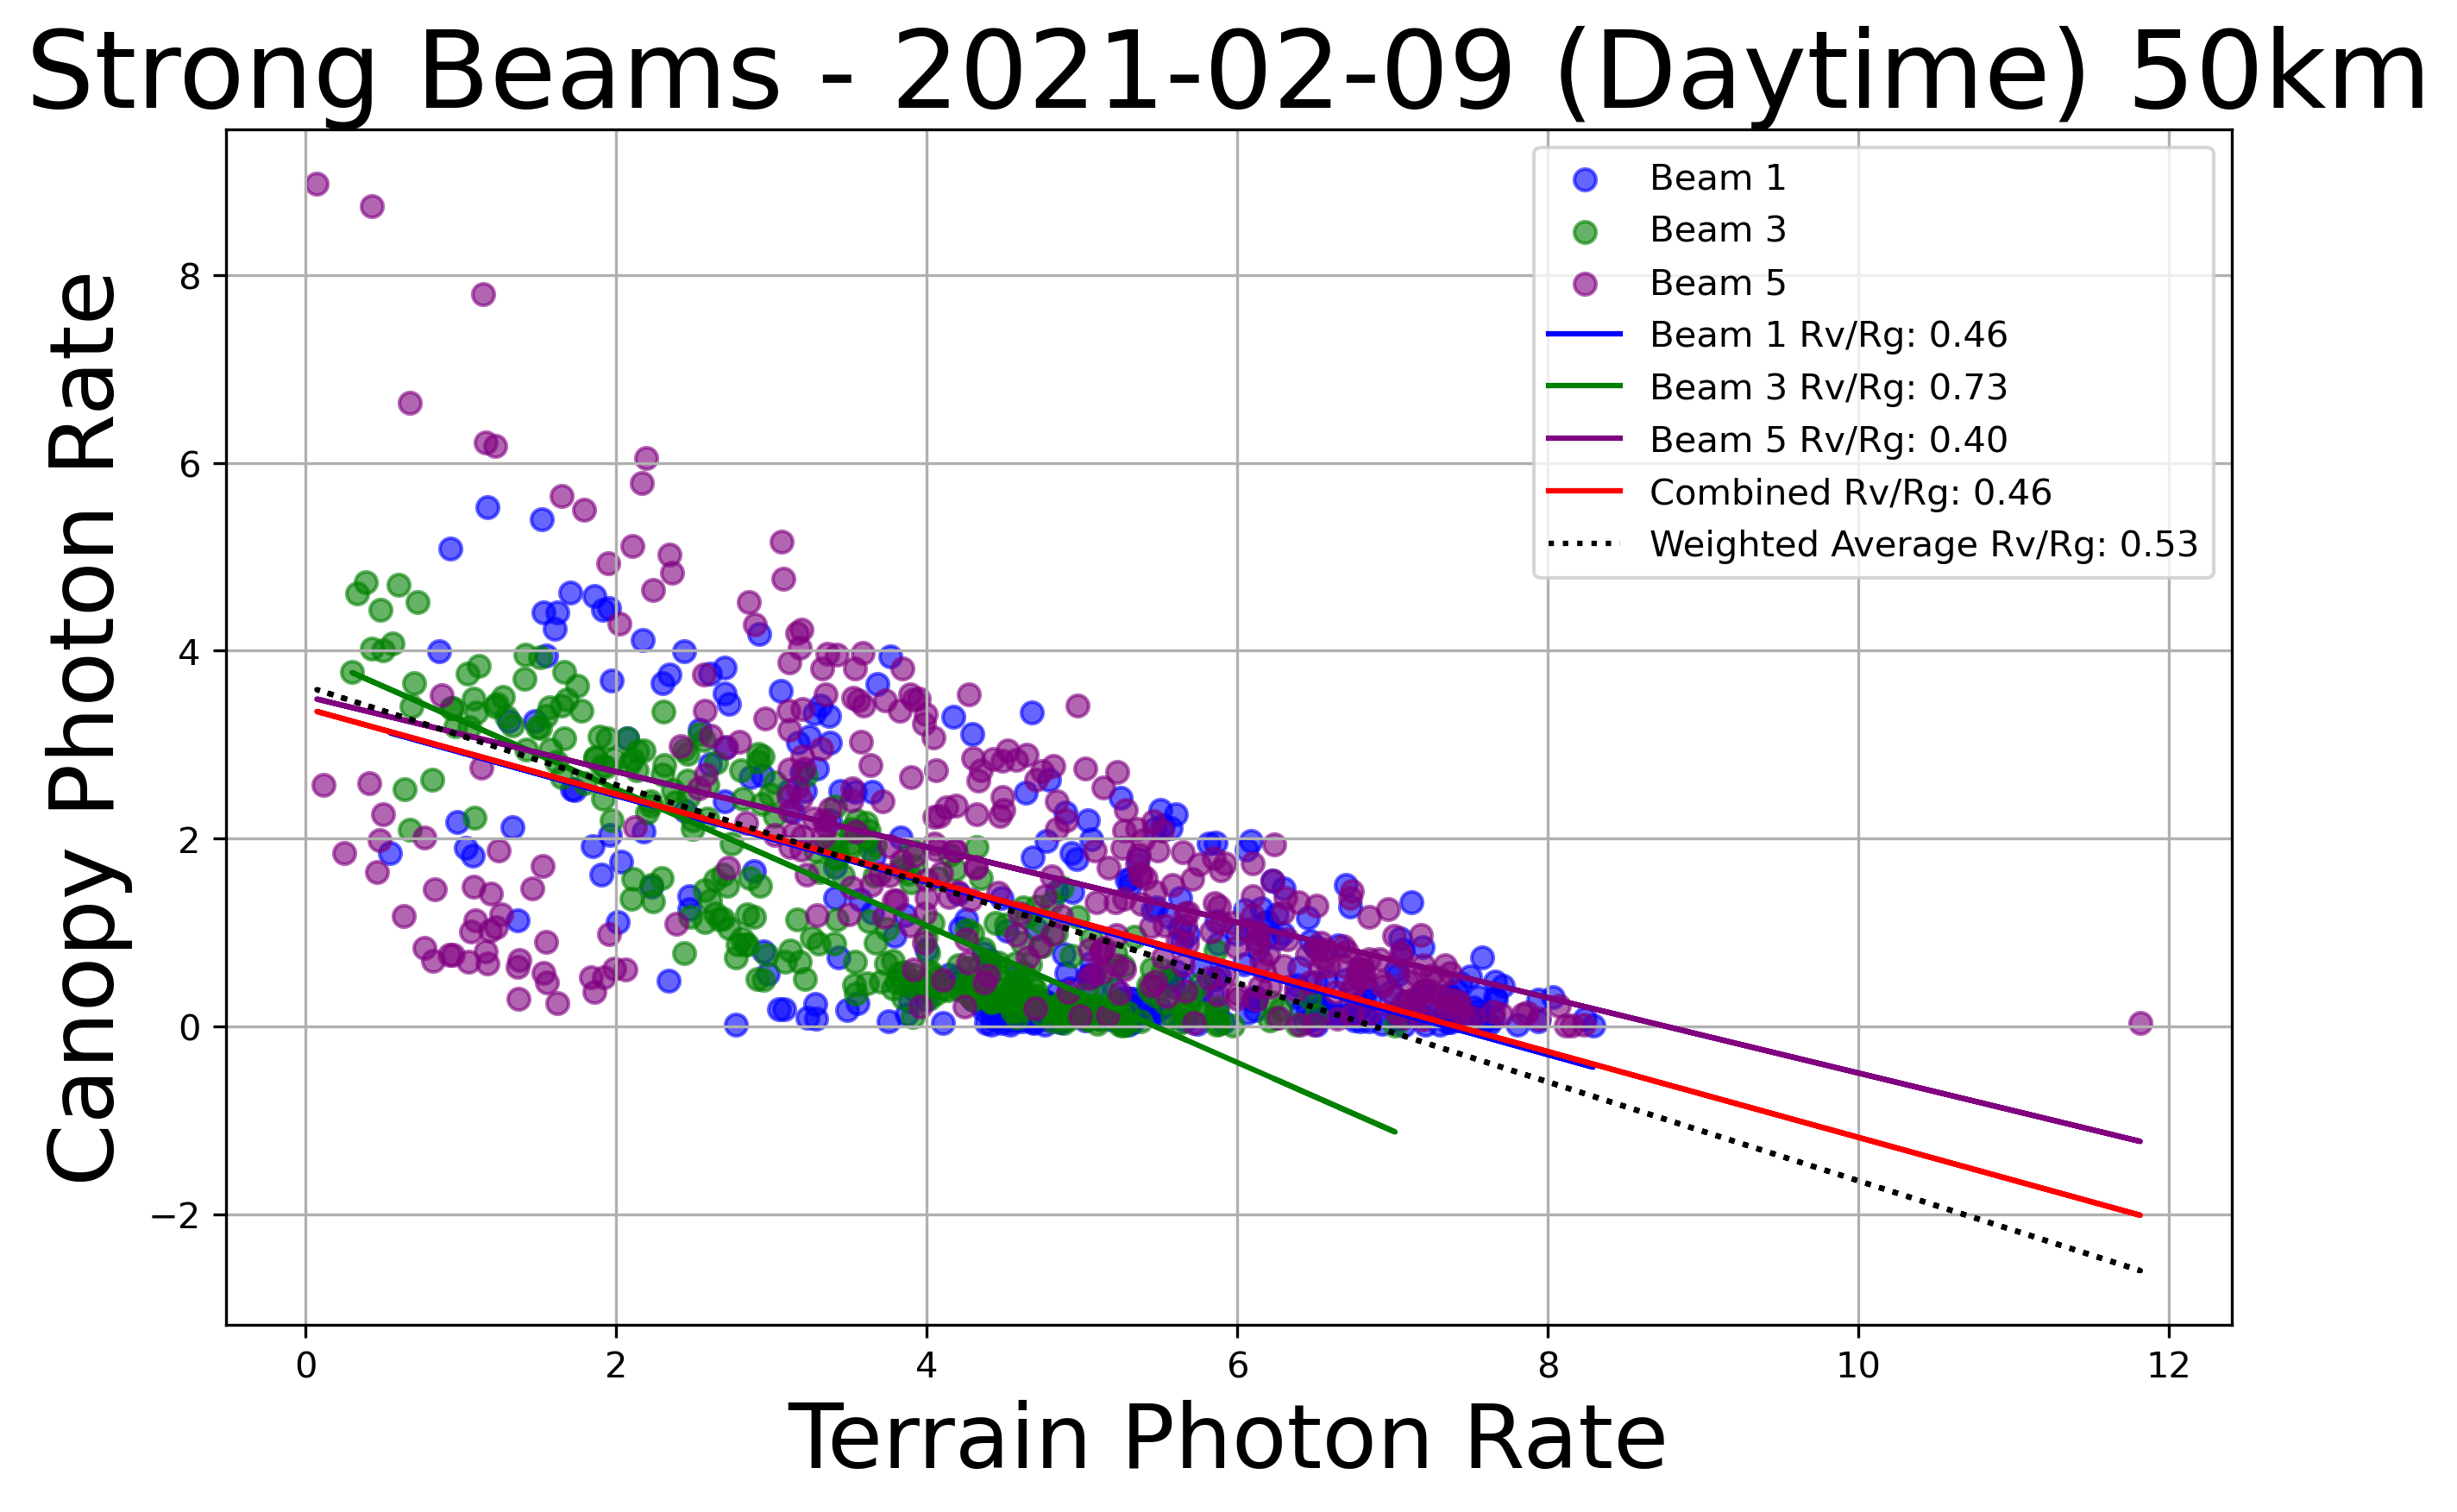 Strong Beams - 2021-02-09 (Daytime) 50km
Canopy Photon Rate
8
6
4
2
0
−2
Beam 1
Beam 3
Beam 5
Beam 1 Rv/Rg: 0.46
Beam 3 Rv/Rg: 0.73
Beam 5 Rv/Rg: 0.40
Combined Rv/Rg: 0.46
Weighted Average Rv/Rg: 0.53
0 2 4 6 8 10 12
Terrain Photon Rate